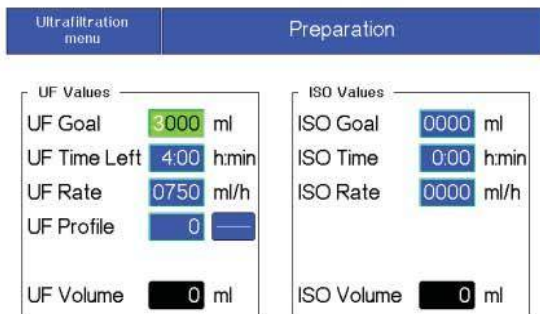 Ultrafiltration
menu
Preparation
UF Values
UF Goal 3000 ml
UF Time Left 4:00 h:min
UF Rate 0750 ml/h
UF Profile 0
UF Volume 0 ml
ISO Values
ISO Goal 0000 ml
ISO Time 0:00 h:min
ISO Rate 0000 ml/h
ISO Volume 0 ml